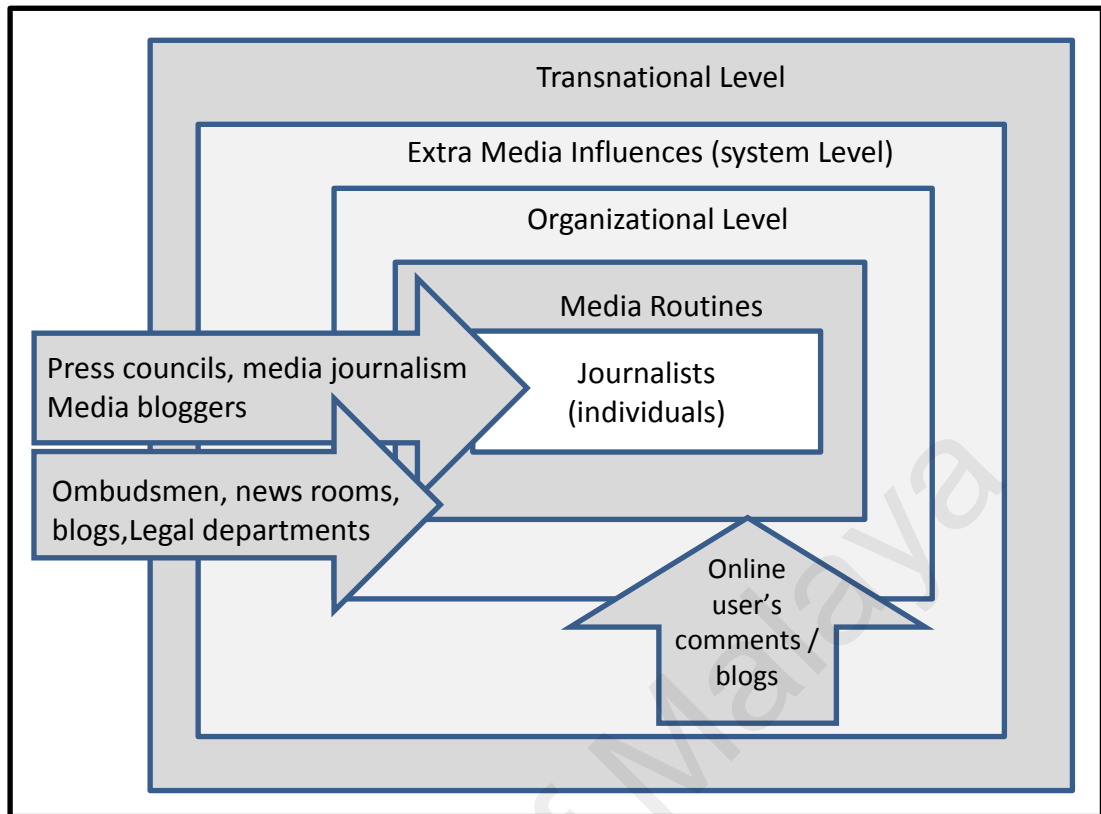 Transnational Level
Extra Media Influences (system Level)
Organizational Level
Media Routines
Journalists
(individuals)
Press councils, media journalism
Media bloggers
Ombudsmen, news rooms,
blogs,Legal departments
Online
user's
comments /
blogs
Malaya